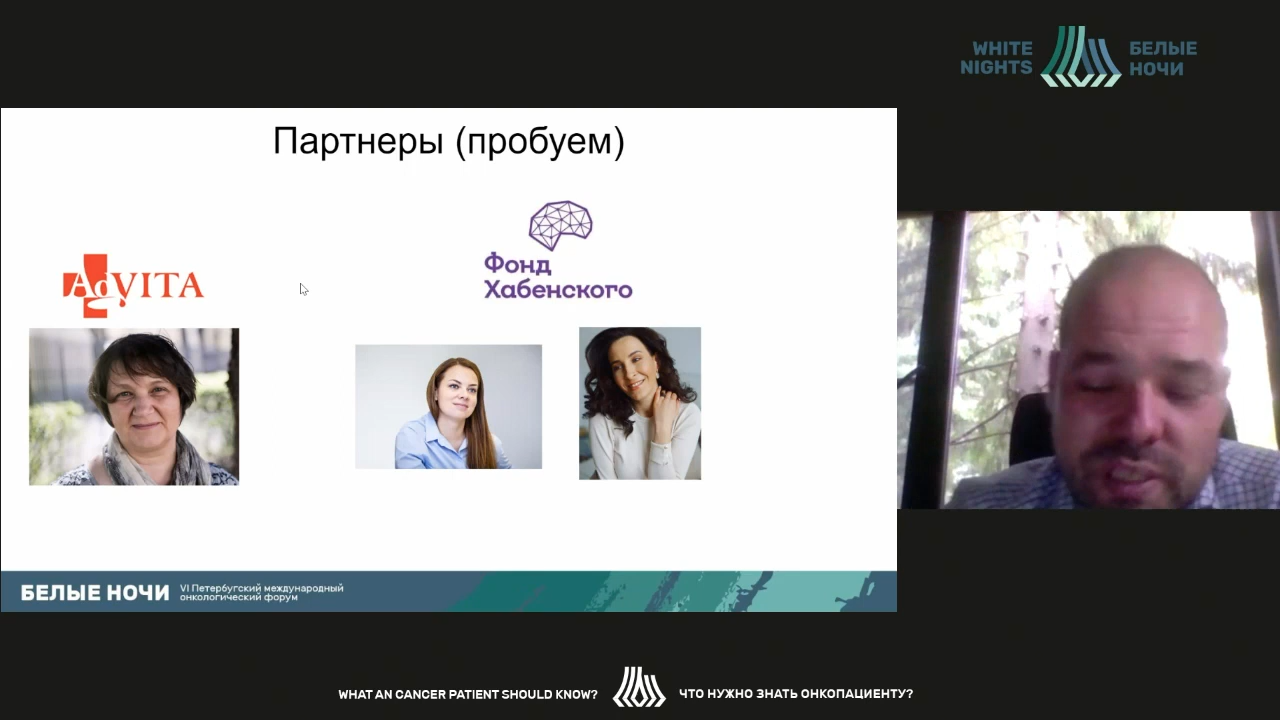 WHITE
NIGHTS
БЕЛЫЕ
НОЧИ
Партнеры (пробуем)
AdVITA
Фонд
Хабенского
БЕЛЫЕ НОЧИ
VI Петербугский международный
онкологический форум
WHAT AN CANCER PATIENT SHOULD KNOW?
ЧТО НУЖНО ЗНАТЬ ОНКОПАЦИЕНТУ?